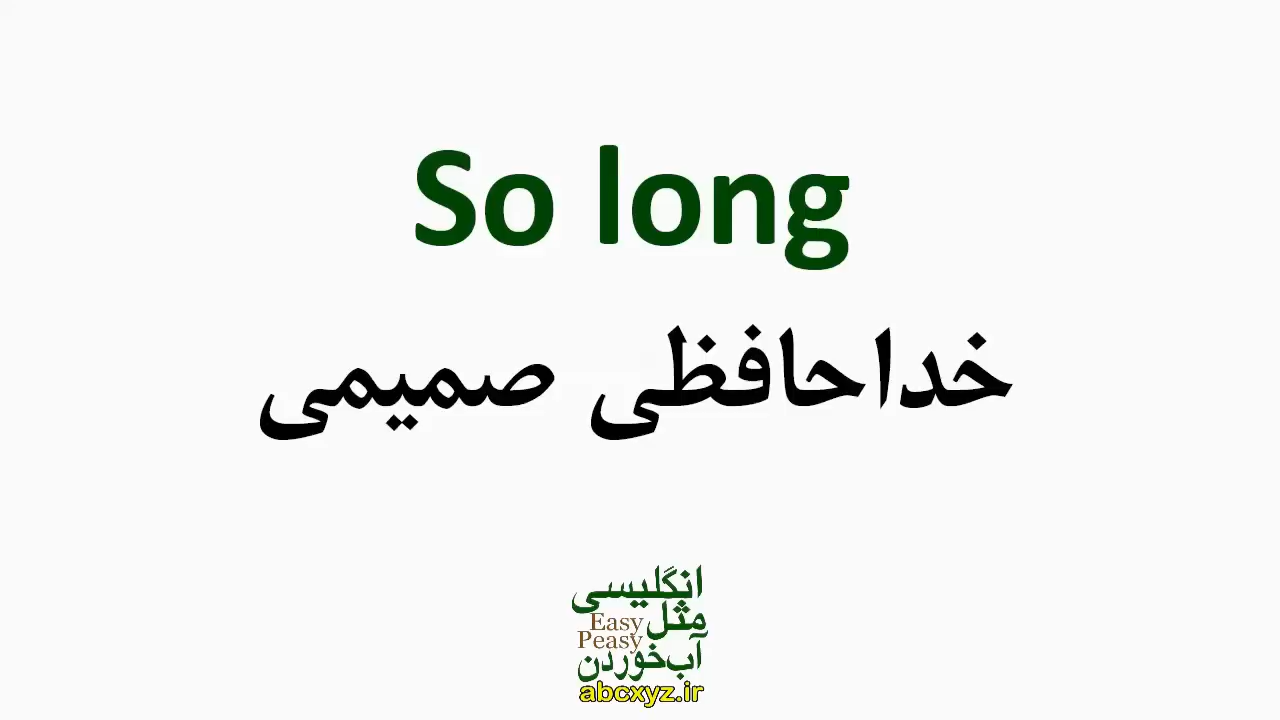 So long
خداحافظی صمیمی
انگلیسی
مثل Easy
Peasy
آب‌خوردن
abcxyz.ir